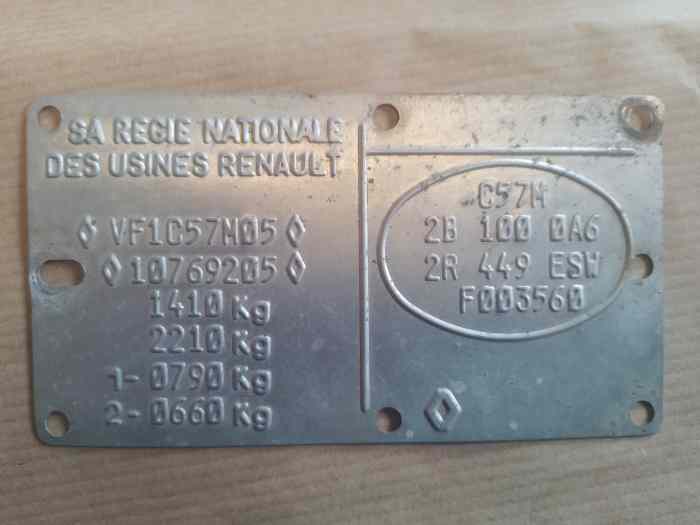 SA REGIE NATIONALE
DES USINES RENAULT
VF1C57M05
10769205
1410 Kg
2210 Kg
1- 0790 Kg
2- 0660 Kg
C57M
2B 100 0A6
2R 449 ESW
F003560